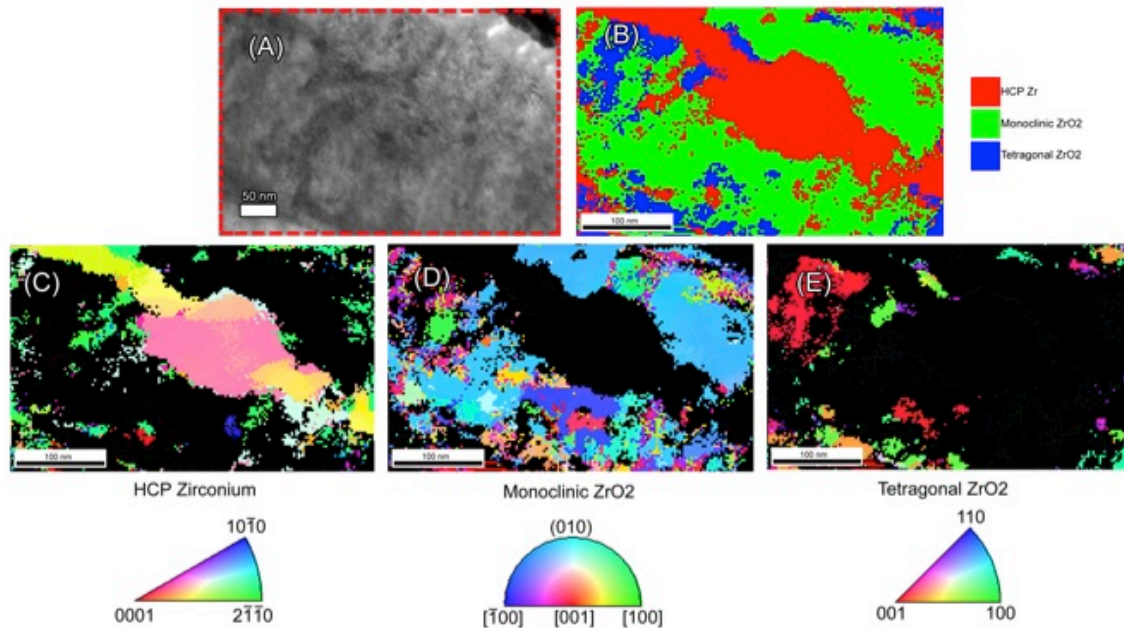 (A)
50 nm
(B)
100 nm
HCP Zr
Monoclinic ZrO2
Tetragonal ZrO2
(C)
100 nm
(D)
100 nm
(E)
100 nm
HCP Zirconium
Monoclinic ZrO2
Tetragonal ZrO2
101̄0
0001
21̄1̄0
(010)
[1̄00]
[001]
[100]
110
001
100